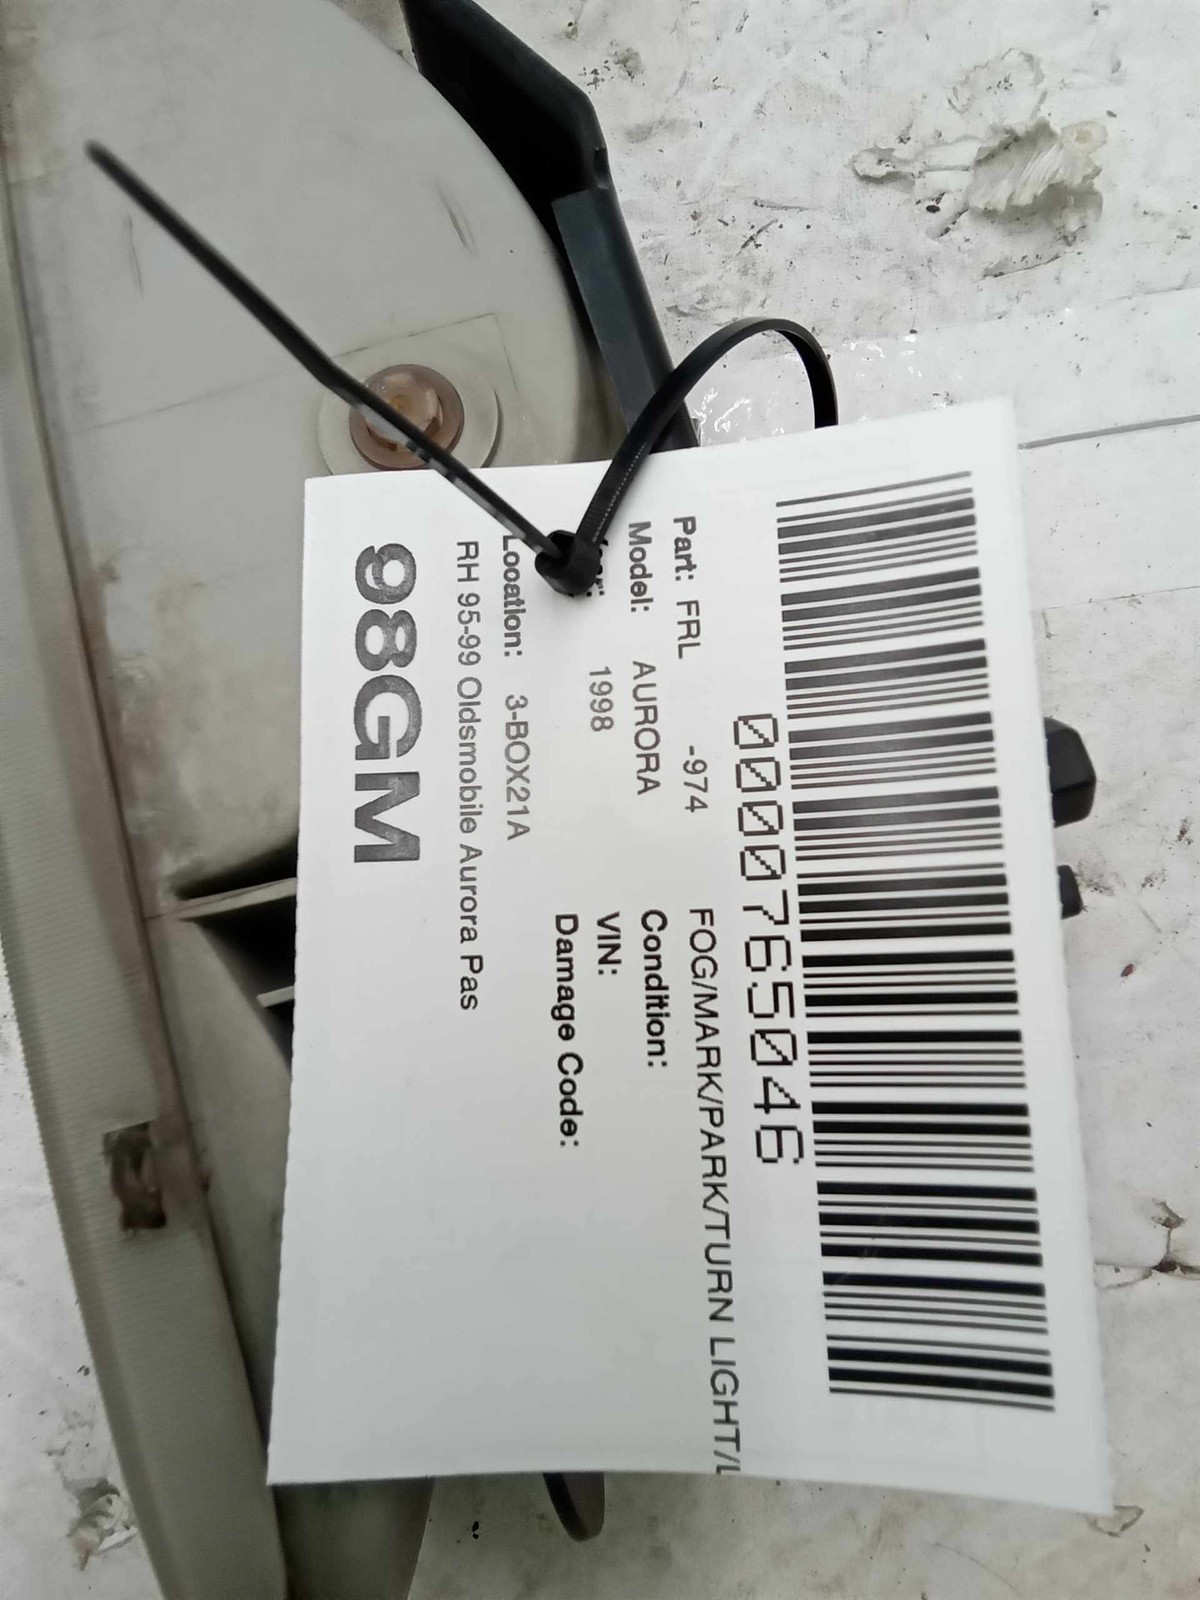 0000765046
Part: FRL -974 FOG/MARK/PARK/TURN LIGHT/L
Model: AURORA Condition:
1998 VIN:
Damage Code:
Location: 3-BOX21A
RH 95-99 Oldsmobile Aurora Pas
98GM